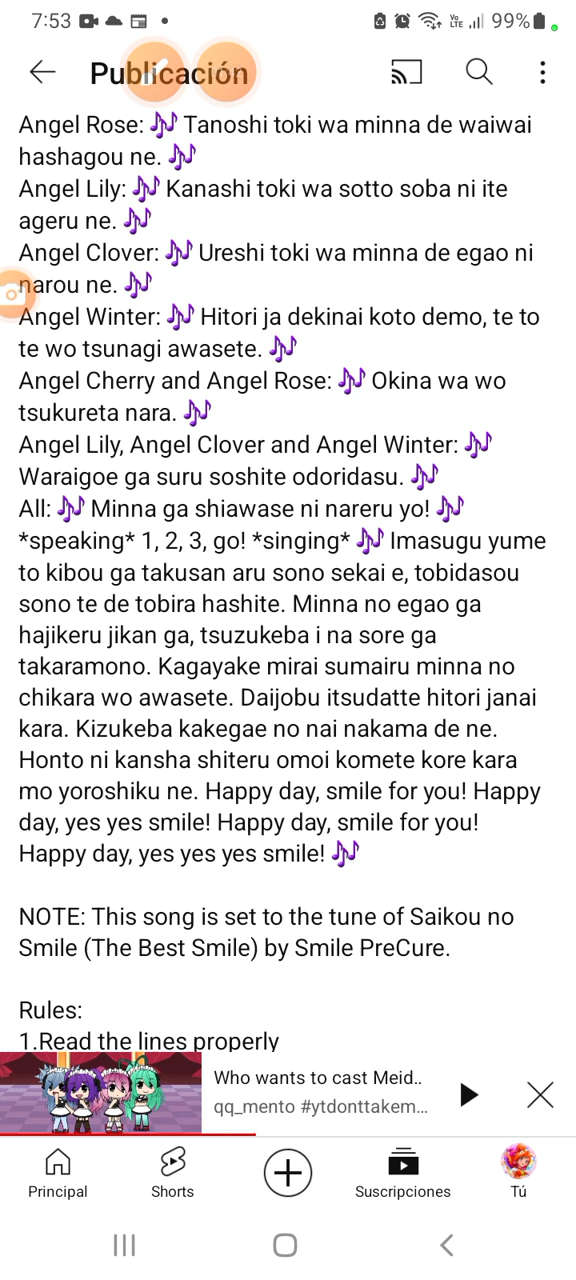 7:53
Vo LTE 99%
Publicación
Angel Rose: 🎶 Tanoshi toki wa minna de waiwai
hashagou ne. 🎶
Angel Lily: 🎶 Kanashi toki wa sotto soba ni ite
ageru ne. 🎶
Angel Clover: 🎶 Ureshi toki wa minna de egao ni
narou ne. 🎶
Angel Winter: 🎶 Hitori ja dekinai koto demo, te to
te wo tsunagi awasete. 🎶
Angel Cherry and Angel Rose: 🎶 Okina wa wo
tsukureta nara. 🎶
Angel Lily, Angel Clover and Angel Winter: 🎶
Waraigoe ga suru soshite odoridasu. 🎶
All: 🎶 Minna ga shiawase ni nareru yo! 🎶
*speaking* 1, 2, 3, go! *singing* 🎶 Imasugu yume
to kibou ga takusan aru sono sekai e, tobidasou
sono te de tobira hashite. Minna no egao ga
hajikeru jikan ga, tsuzukeba i na sore ga
takaramono. Kagayake mirai sumairu minna no
chikara wo awasete. Daijobu itsudatte hitori janai
kara. Kizukeba kakegae no nai nakama de ne.
Honto ni kansha shiteru omoi komete kore kara
mo yoroshiku ne. Happy day, smile for you! Happy
day, yes yes smile! Happy day, smile for you!
Happy day, yes yes yes smile! 🎶
NOTE: This song is set to the tune of Saikou no
Smile (The Best Smile) by Smile PreCure.
Rules:
1.Read the lines properly
Who wants to cast Meid..
qq_mento #ytdonttakem...
Principal Shorts Suscripciones Tú